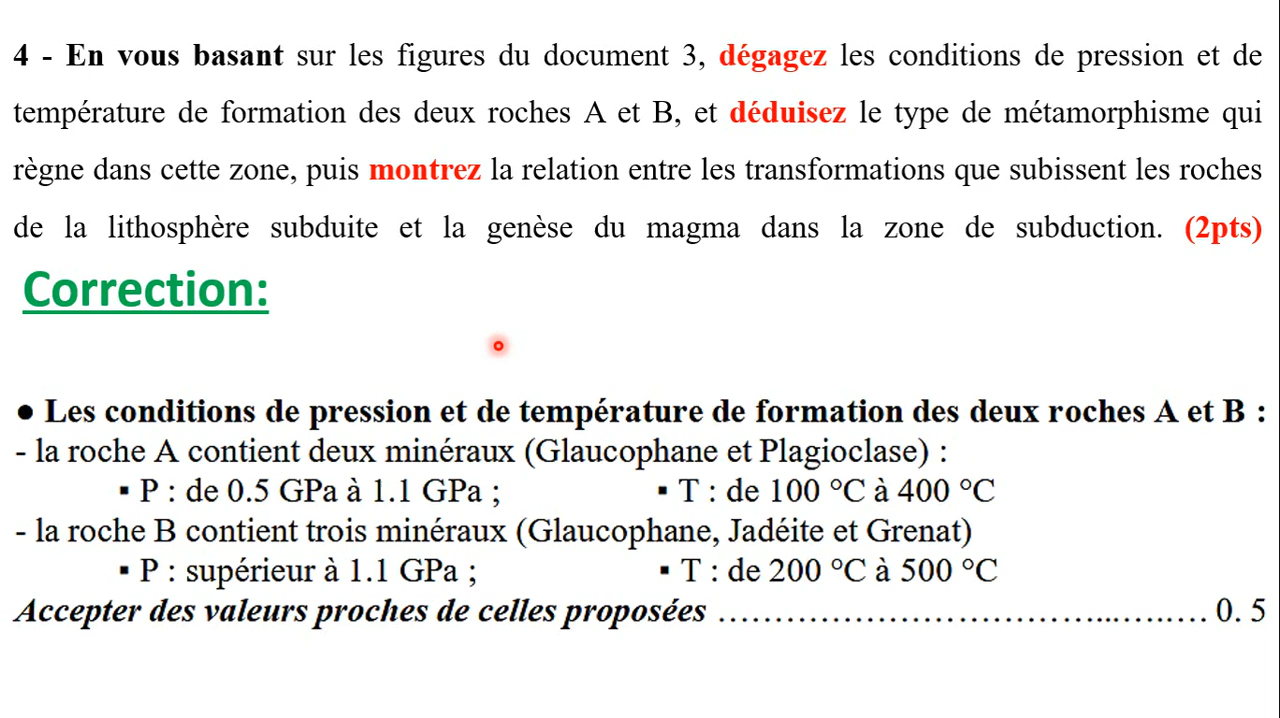 4 - En vous basant sur les figures du document 3, dégagez les conditions de pression et de
température de formation des deux roches A et B, et déduisez le type de métamorphisme qui
règne dans cette zone, puis montrez la relation entre les transformations que subissent les roches
de la lithosphère subduite et la genèse du magma dans la zone de subduction. (2pts)
Correction:
● Les conditions de pression et de température de formation des deux roches A et B :
- la roche A contient deux minéraux (Glaucophane et Plagioclase) :
▪ P : de 0.5 GPa à 1.1 GPa ; ▪ T : de 100 °C à 400 °C
- la roche B contient trois minéraux (Glaucophane, Jadéite et Grenat)
▪ P : supérieur à 1.1 GPa ; ▪ T : de 200 °C à 500 °C
Accepter des valeurs proches de celles proposées ……………………………...…..…. 0. 5